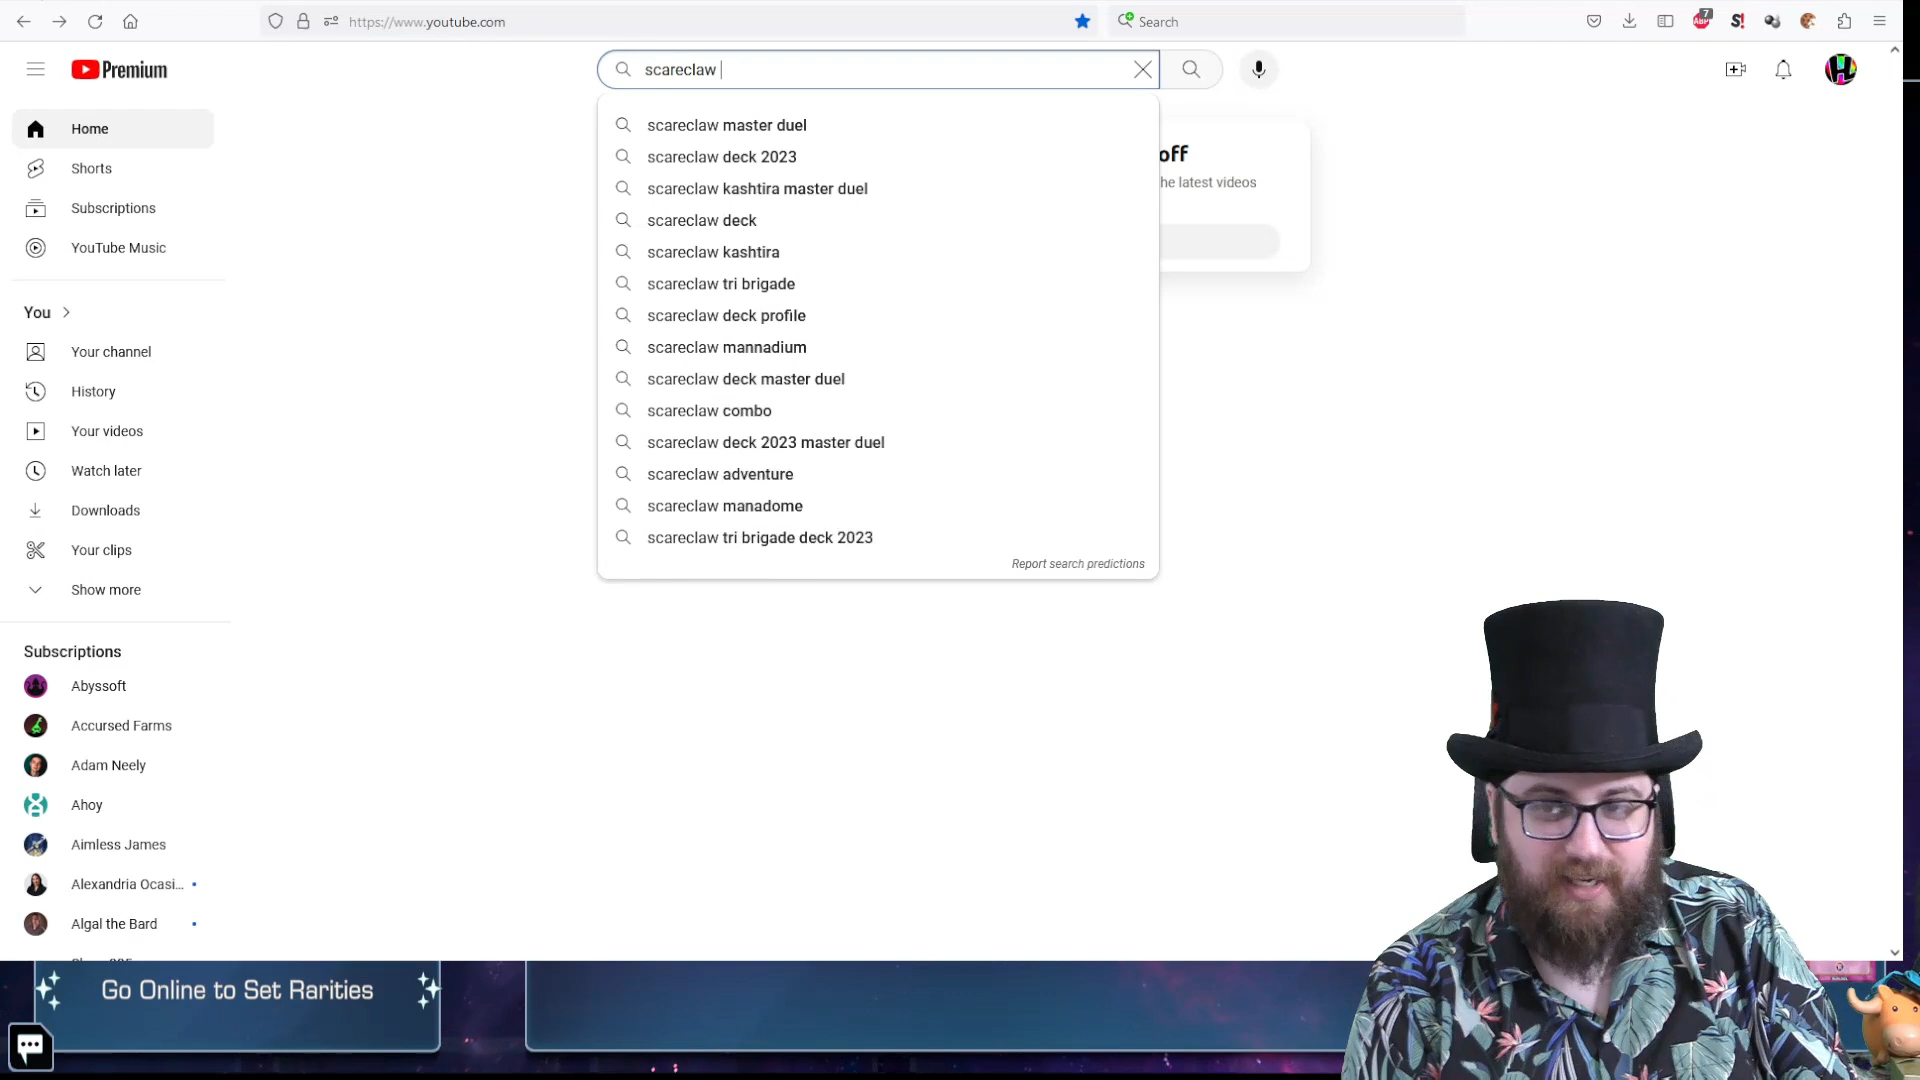 https://www.youtube.com
Search
7
ABP
S!
Premium
scareclaw
Home
Shorts
Subscriptions
YouTube Music
You
Your channel
History
Your videos
Watch later
Downloads
Your clips
Show more
Subscriptions
Abyssoft
Accursed Farms
Adam Neely
Ahoy
Aimless James
Alexandria Ocasi...
Algal the Bard
scareclaw master duel
scareclaw deck 2023
scareclaw kashtira master duel
scareclaw deck
scareclaw kashtira
scareclaw tri brigade
scareclaw deck profile
scareclaw mannadium
scareclaw deck master duel
scareclaw combo
scareclaw deck 2023 master duel
scareclaw adventure
scareclaw manadome
scareclaw tri brigade deck 2023
Report search predictions
off
he latest videos
H
Go Online to Set Rarities